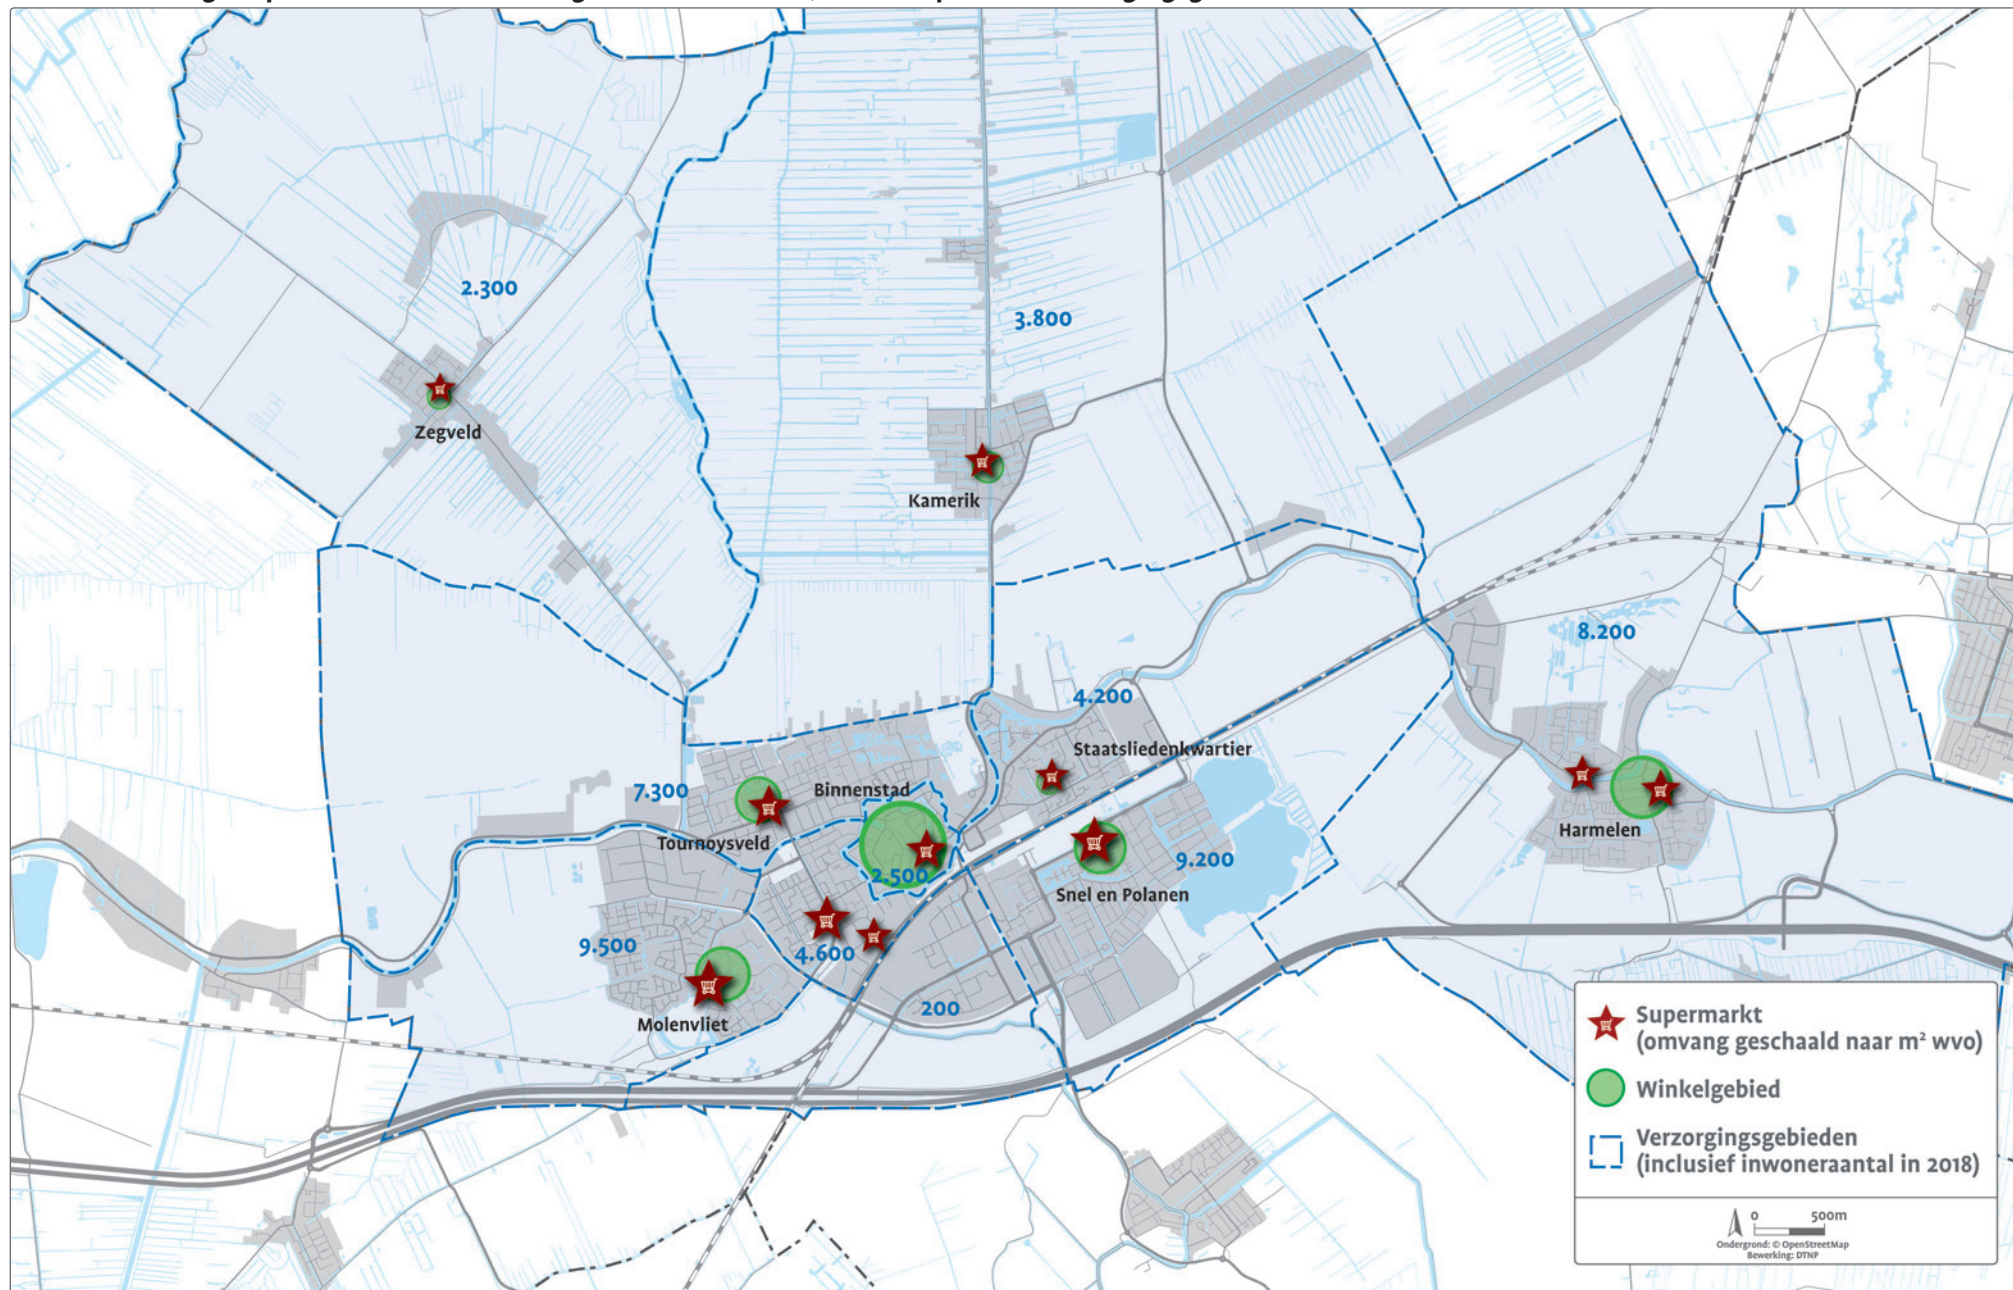 2.300
3.800
Zegveld
Kamerik
8.200
4.200
Staatsliedenkwartier
7.300
Binnenstad
Tournoysveld
Harmelen
9.200
2.500
Snel en Polanen
9.500
4.600
200
Molenvliet
Supermarkt
(omvang geschaald naar m² wvo)
Winkelgebied
Verzorgingsgebieden
(inclusief inwoneraantal in 2018)
0 500m
Ondergrond: © OpenStreetMap
Bewerking: DTNP